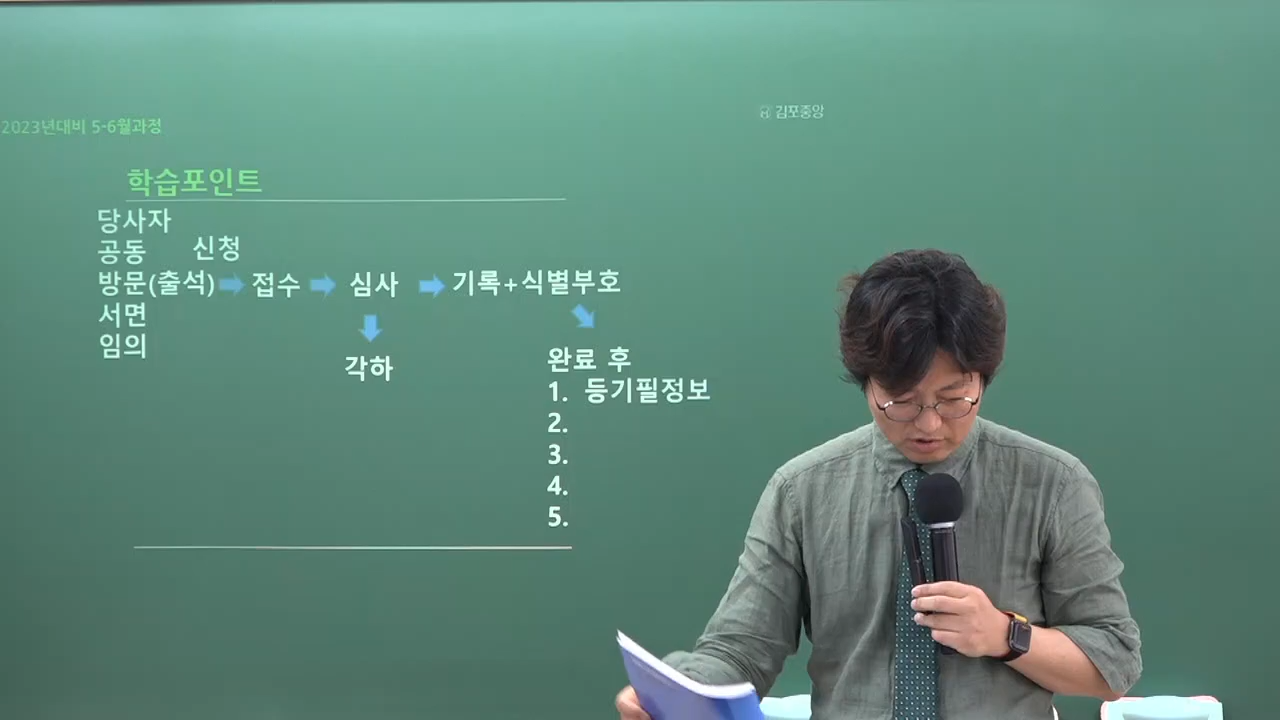 2023년대비 5-6월과정
김포중앙
학습포인트
당사자
공동 신청
방문(출석) 접수 심사 기록+식별부호
서면
임의
각하
완료 후
1. 등기필정보
2.
3.
4.
5.